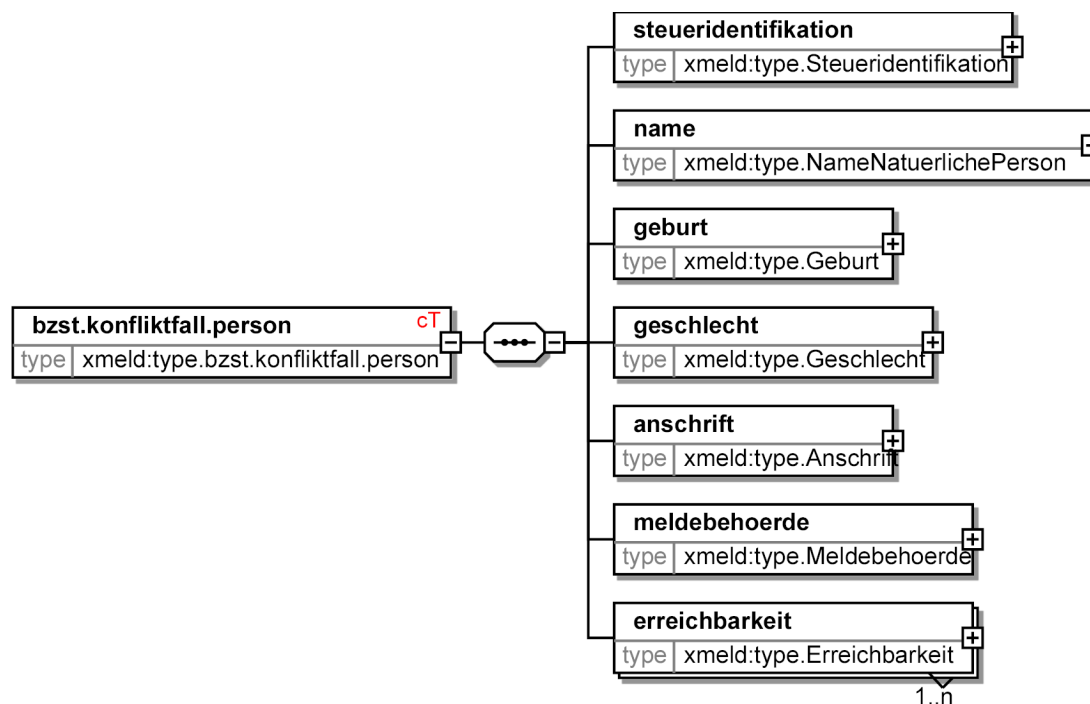 steueridentifikation
type xmeld:type.Steueridentifikation
name
type xmeld:type.NameNatuerlichePerson
geburt
type xmeld:type.Geburt
bzst.konfliktfall.person cT
type xmeld:type.bzst.konfliktfall.person
geschlecht
type xmeld:type.Geschlecht
anschrift
type xmeld:type.Anschrift
meldebehoerde
type xmeld:type.Meldebehoerde
erreichbarkeit
type xmeld:type.Erreichbarkeit
1..n